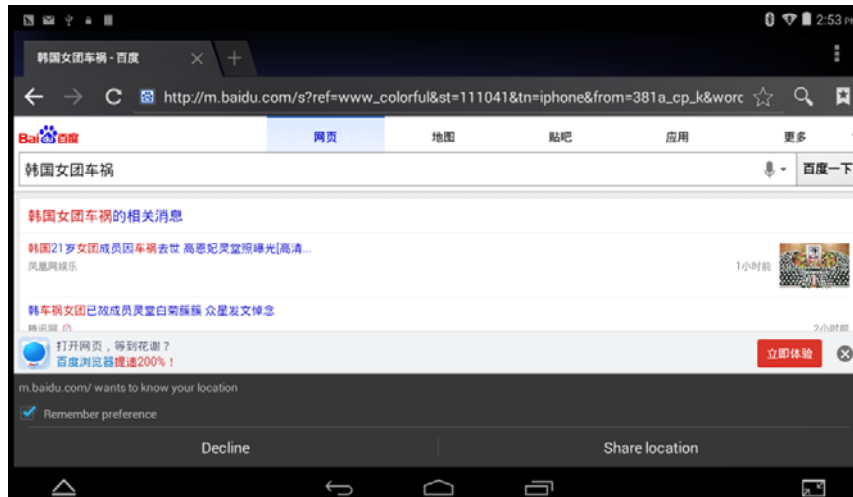 2:53 PM
韩国女团车祸 - 百度
http://m.baidu.com/s?ref=www_colorful&st=111041&tn=iphone&from=381a_cp_k&worc
Bai百度 网页 地图 贴吧 应用 更多
韩国女团车祸 百度一下
韩国女团车祸的相关消息
韩国21岁女团成员因车祸去世 高恩妃灵堂照曝光[高清...
凤凰网娱乐 1小时前
韩车祸女团已故成员灵堂白菊簇簇 众星发文悼念
腾讯网 2小时前
打开网页，等到花谢？
百度浏览器提速200%！
立即体验
m.baidu.com/ wants to know your location
Remember preference
Decline Share location